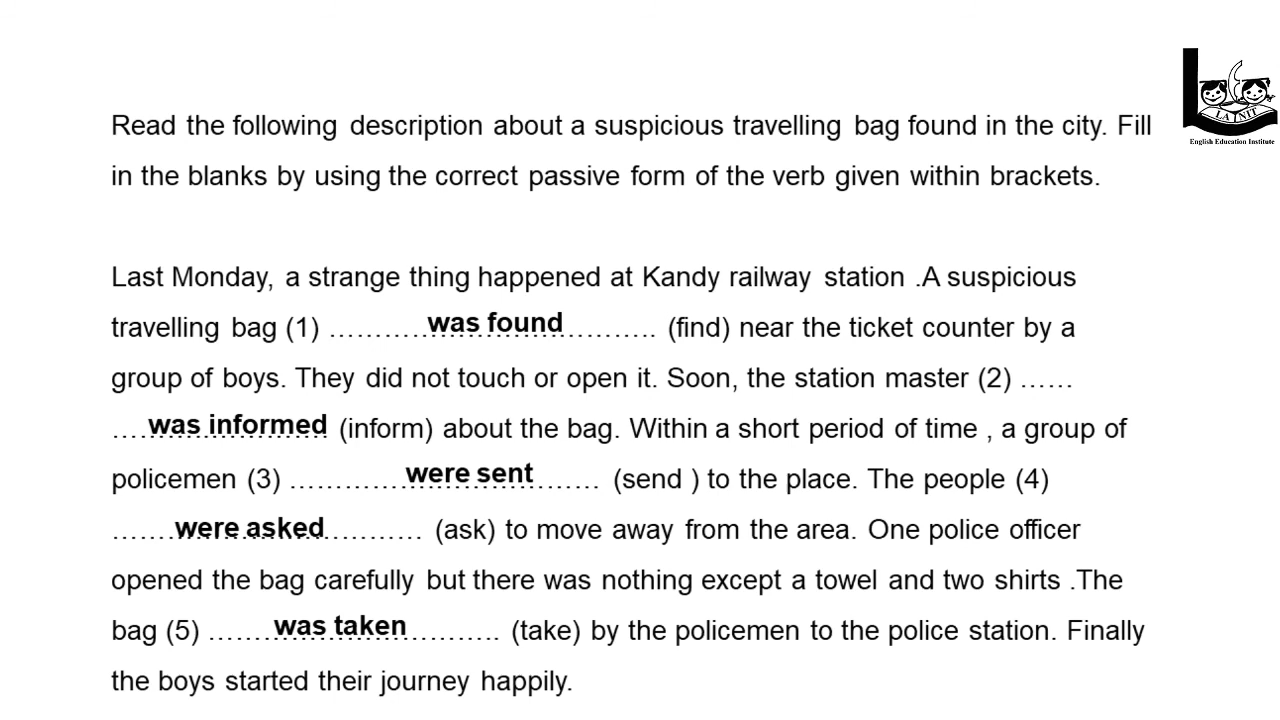 Read the following description about a suspicious travelling bag found in the city. Fill
in the blanks by using the correct passive form of the verb given within brackets.
LA NIT
English Education Institute
Last Monday, a strange thing happened at Kandy railway station .A suspicious
travelling bag (1) …………was found…………. (find) near the ticket counter by a
group of boys. They did not touch or open it. Soon, the station master (2) ……
….was informed (inform) about the bag. Within a short period of time , a group of
policemen (3) …………were sent……. (send ) to the place. The people (4)
…….were asked………… (ask) to move away from the area. One police officer
opened the bag carefully but there was nothing except a towel and two shirts .The
bag (5) …….was taken………. (take) by the policemen to the police station. Finally
the boys started their journey happily.